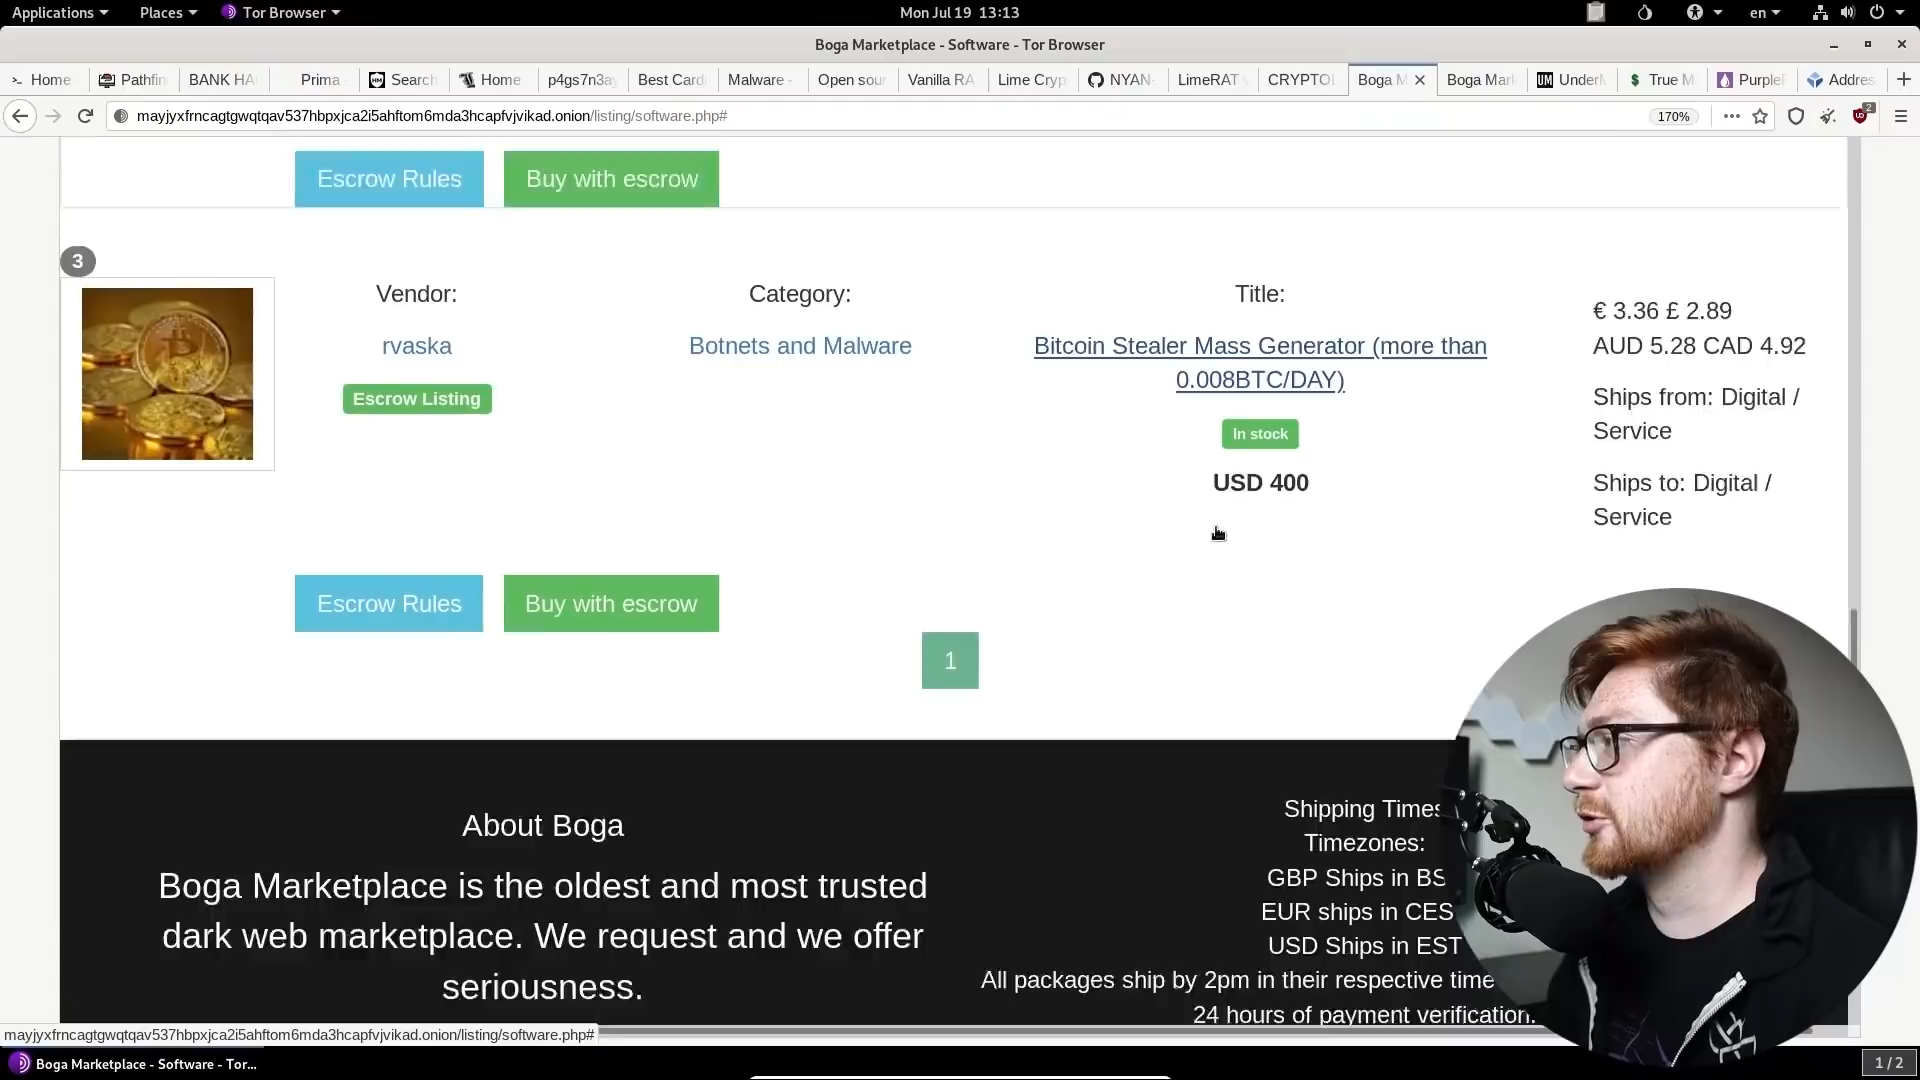 Applications
Places
Tor Browser
Mon Jul 19 13:13
en
Boga Marketplace - Software - Tor Browser
Home
Pathfin
BANK HA
Prima
Search
Home
p4gs7n3a
Best Card
Malware -
Open sour
Vanilla RA
Lime Cryp
NYAN-
LimeRAT
CRYPTOL
Boga M
Boga Mar
UnderM
True M
PurpleF
Addres
mayjyxfrncagtgwqtqav537hbpxjca2i5ahftom6mda3hcapfvjvikad.onion/listing/software.php#
170%
2
Escrow Rules
Buy with escrow
3
Vendor:
Category:
Title:
€ 3.36 £ 2.89
rvaska
Botnets and Malware
Bitcoin Stealer Mass Generator (more than
AUD 5.28 CAD 4.92
0.008BTC/DAY)
Escrow Listing
Ships from: Digital /
In stock
Service
USD 400
Ships to: Digital /
Service
Escrow Rules
Buy with escrow
1
About Boga
Boga Marketplace is the oldest and most trusted
dark web marketplace. We request and we offer
seriousness.
Shipping Times
Timezones:
GBP Ships in BS
EUR ships in CES
USD Ships in EST
All packages ship by 2pm in their respective time
24 hours of payment verification.
mayjyxfrncagtgwqtqav537hbpxjca2i5ahftom6mda3hcapfvjvikad.onion/listing/software.php#
Boga Marketplace - Software - Tor...
1 / 2